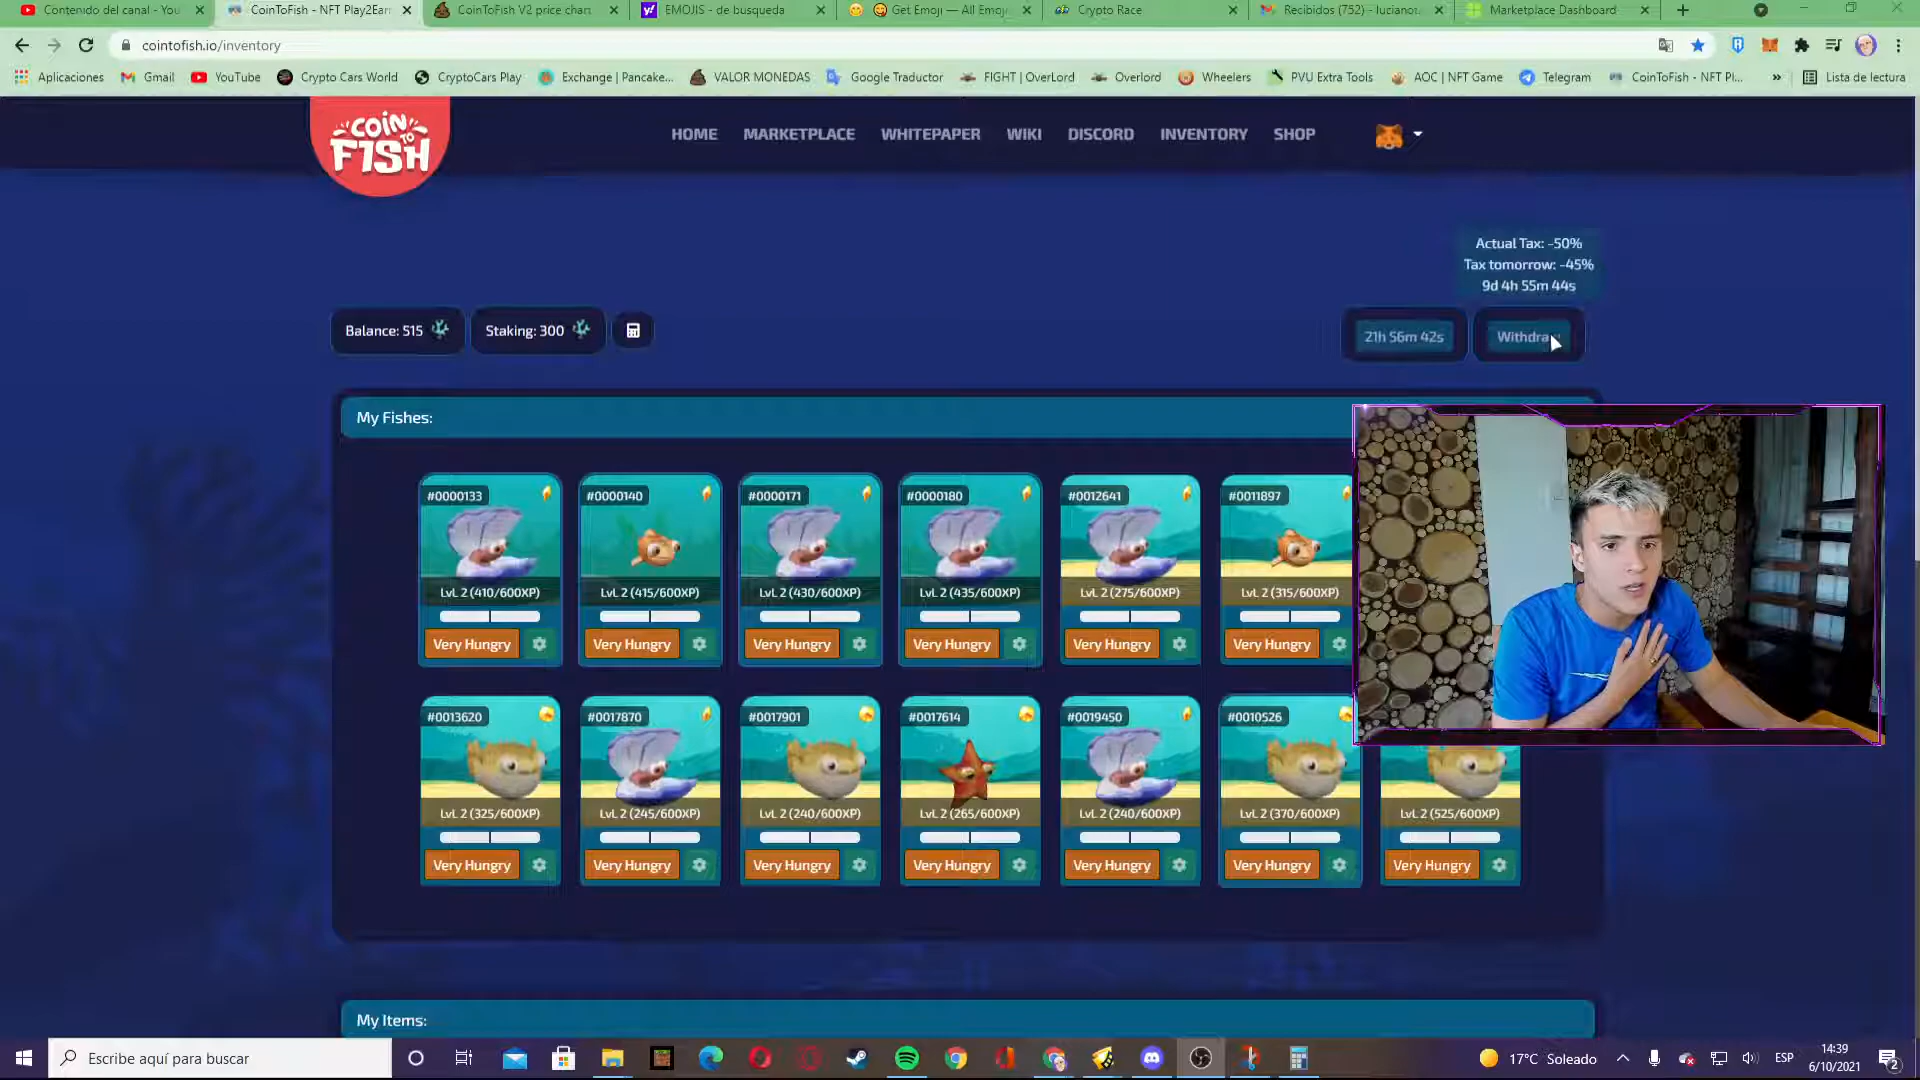 Contenido del canal - You
CoinToFish - NFT Play2Earn
CoinToFish V2 price chart
EMOJIS - de busqueda
Get Emoji — All Emoji
Crypto Race
Recibidos (752) - lucianot
Marketplace Dashboard
cointofish.io/inventory
Aplicaciones
Gmail
YouTube
Crypto Cars World
CryptoCars Play
Exchange | Pancake...
VALOR MONEDAS
Google Traductor
FIGHT | OverLord
Overlord
Wheelers
PVU Extra Tools
AOC | NFT Game
Telegram
CoinToFish - NFT Pl...
»
Lista de lectura
COIN TO FISH
HOME
MARKETPLACE
WHITEPAPER
WIKI
DISCORD
INVENTORY
SHOP
Actual Tax: -50%
Tax tomorrow: -45%
9d 4h 55m 44s
Balance: 515
Staking: 300
21h 56m 42s
Withdraw
My Fishes:
#0000133
#0000140
#0000171
#0000180
#0012641
#0011897
LvL 2 (410/600XP)
LvL 2 (415/600XP)
LvL 2 (430/600XP)
LvL 2 (435/600XP)
LvL 2 (275/600XP)
LvL 2 (315/600XP)
Very Hungry
Very Hungry
Very Hungry
Very Hungry
Very Hungry
Very Hungry
#0013620
#0017870
#0017901
#0017614
#0019450
#0010526
LvL 2 (325/600XP)
LvL 2 (245/600XP)
LvL 2 (240/600XP)
LvL 2 (265/600XP)
LvL 2 (240/600XP)
LvL 2 (370/600XP)
LvL 2 (525/600XP)
Very Hungry
Very Hungry
Very Hungry
Very Hungry
Very Hungry
Very Hungry
Very Hungry
My Items:
Escribe aquí para buscar
17°C Soleado
ESP
14:39
6/10/2021
2